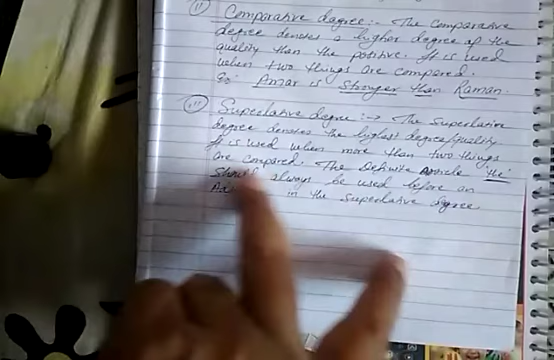 (ii) Comparative dagree :- The comparative
degree denotes a higher degree of the
quality than the positive. It is used
when two things are compared.
Amar is Stronger than Raman.
(iii) Superlative degree :→ The Superlative
degree denotes the highest degree/quality
It is used when more than two things
are compared. The Definite Article 'the'
Should always be used before an
in the Superlative degree